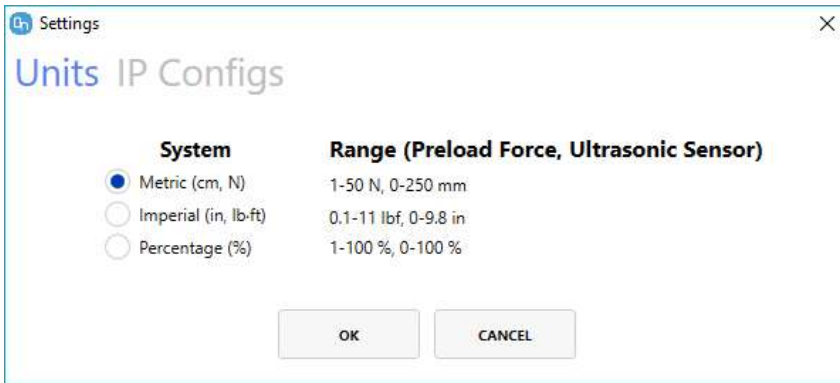 Settings
Units IP Configs
System Range (Preload Force, Ultrasonic Sensor)
Metric (cm, N) 1-50 N, 0-250 mm
Imperial (in, lb·ft) 0.1-11 lbf, 0-9.8 in
Percentage (%) 1-100 %, 0-100 %
OK CANCEL